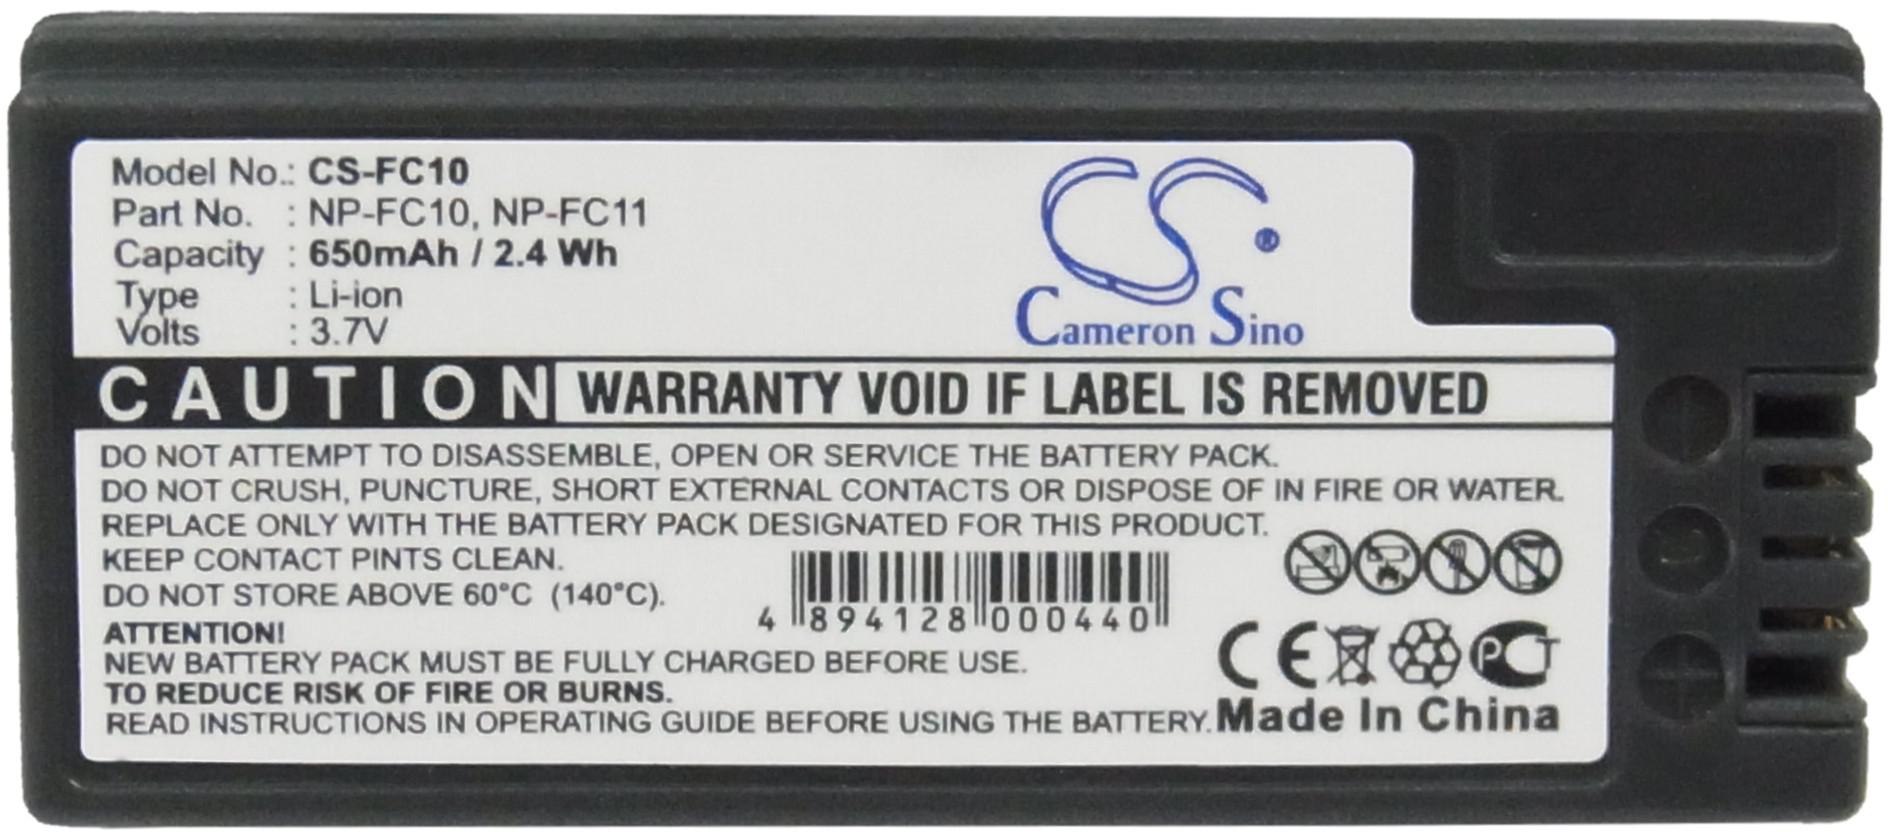 Model No.: CS-FC10
Part No. : NP-FC10, NP-FC11
Capacity : 650mAh / 2.4 Wh
Type : Li-ion
Volts : 3.7V
CS®
Cameron Sino
CAUTION WARRANTY VOID IF LABEL IS REMOVED
DO NOT ATTEMPT TO DISASSEMBLE, OPEN OR SERVICE THE BATTERY PACK.
DO NOT CRUSH, PUNCTURE, SHORT EXTERNAL CONTACTS OR DISPOSE OF IN FIRE OR WATER.
REPLACE ONLY WITH THE BATTERY PACK DESIGNATED FOR THIS PRODUCT.
KEEP CONTACT PINTS CLEAN.
DO NOT STORE ABOVE 60°C (140°C).
4 894128 000440
ATTENTION!
NEW BATTERY PACK MUST BE FULLY CHARGED BEFORE USE.
TO REDUCE RISK OF FIRE OR BURNS.
READ INSTRUCTIONS IN OPERATING GUIDE BEFORE USING THE BATTERY.
CE PCT
Made In China